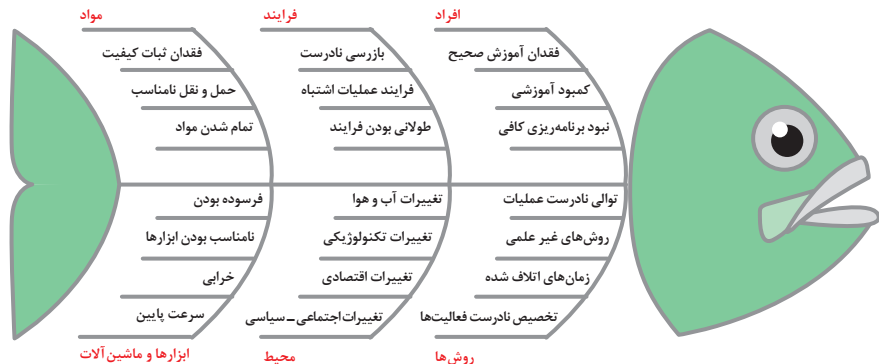 افراد
فقدان آموزش صحیح
کمبود آموزشی
نبود برنامه‌ریزی کافی
فرایند
بازرسی نادرست
فرایند عملیات اشتباه
طولانی بودن فرایند
مواد
فقدان ثبات کیفیت
حمل و نقل نامناسب
تمام شدن مواد
توالی نادرست عملیات
روش‌های غیر علمی
زمان‌های اتلاف شده
تخصیص نادرست فعالیت‌ها
روش‌ها
تغییرات آب و هوا
تغییرات تکنولوژیکی
تغییرات اقتصادی
تغییرات اجتماعی ـ سیاسی
محیط
فرسوده بودن
نامناسب بودن ابزارها
خرابی
سرعت پایین
ابزارها و ماشین آلات